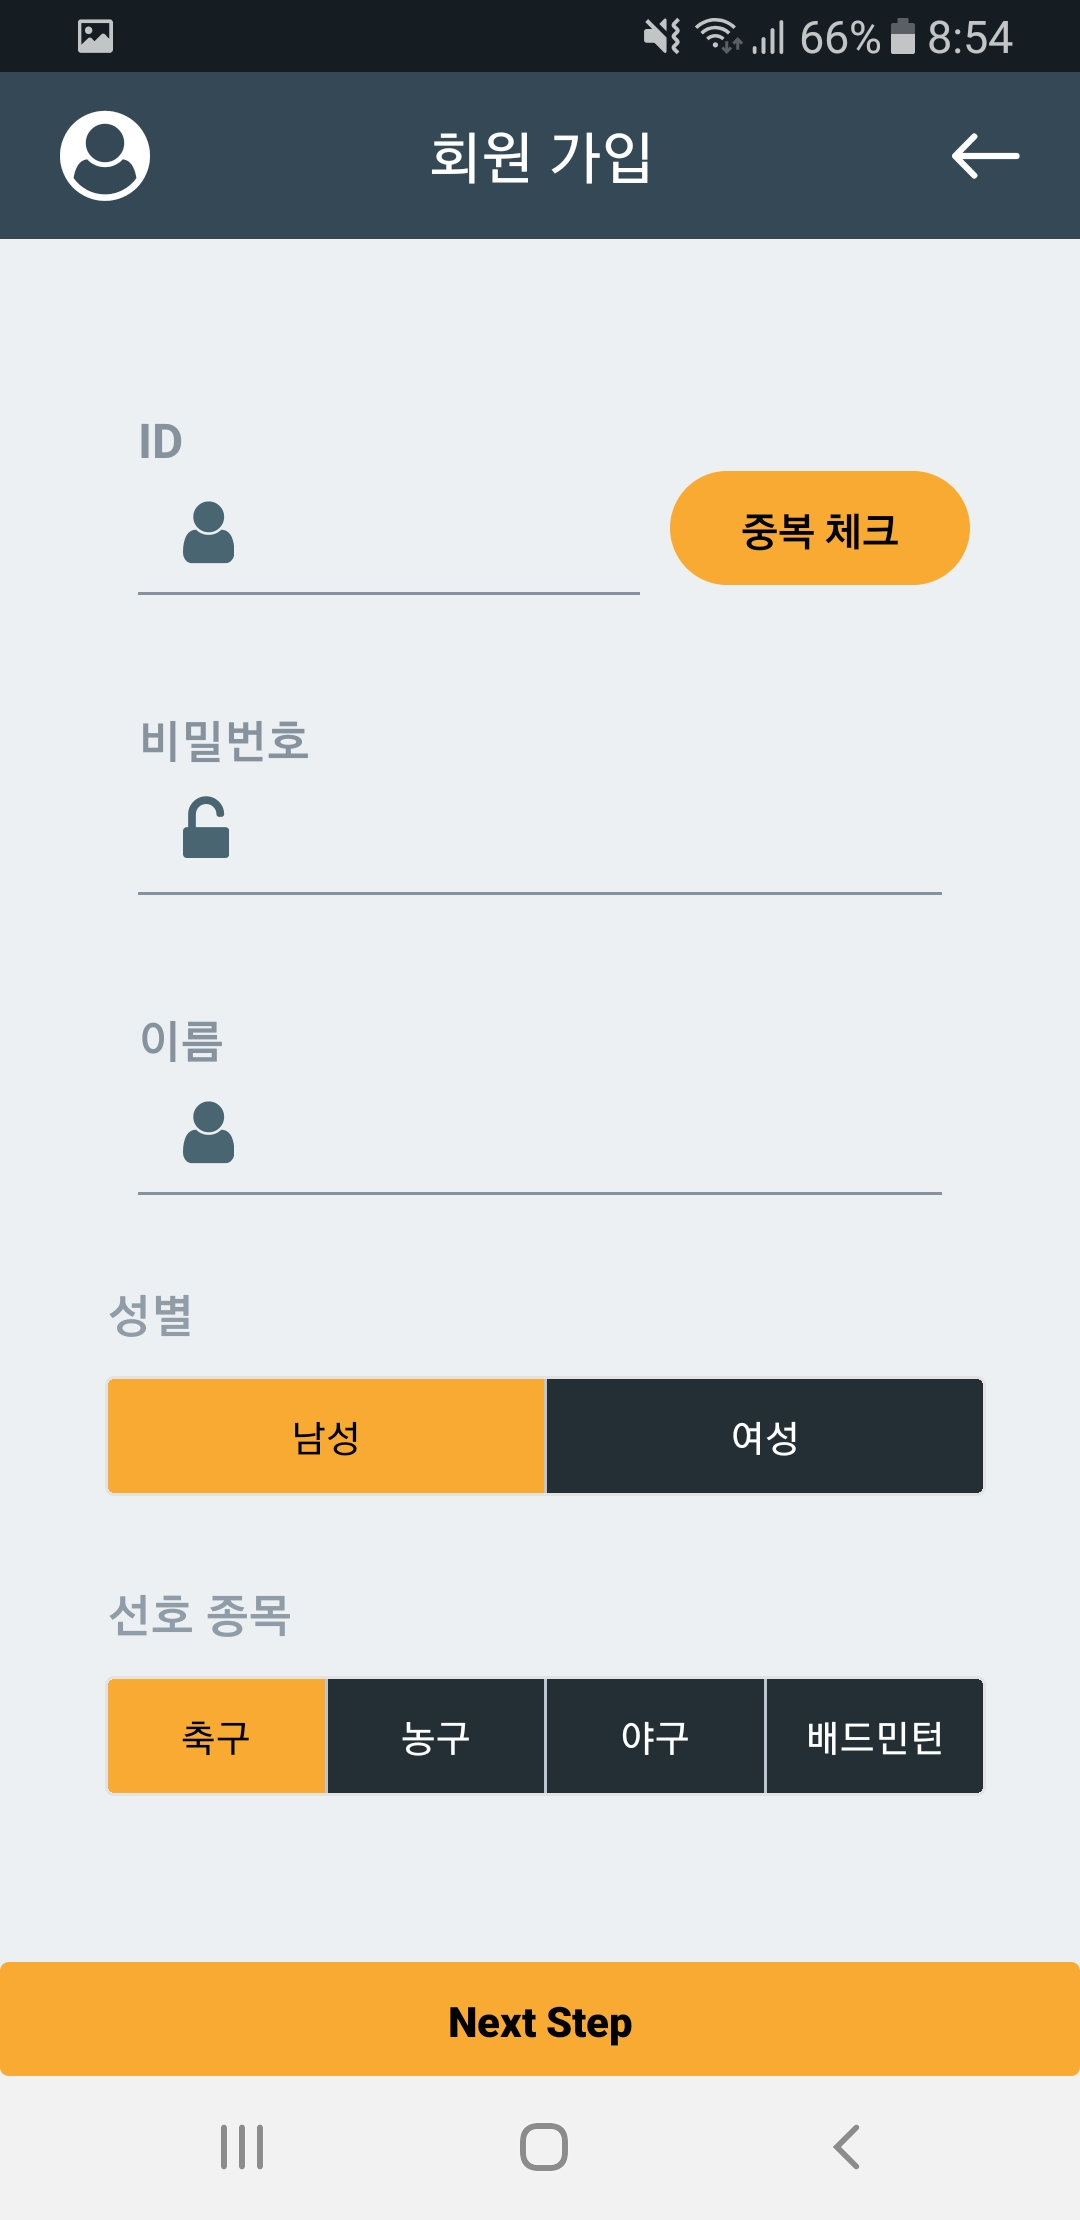 66% 8:54
회원 가입
ID
중복 체크
비밀번호
이름
성별
남성 여성
선호 종목
축구 농구 야구 배드민턴
Next Step